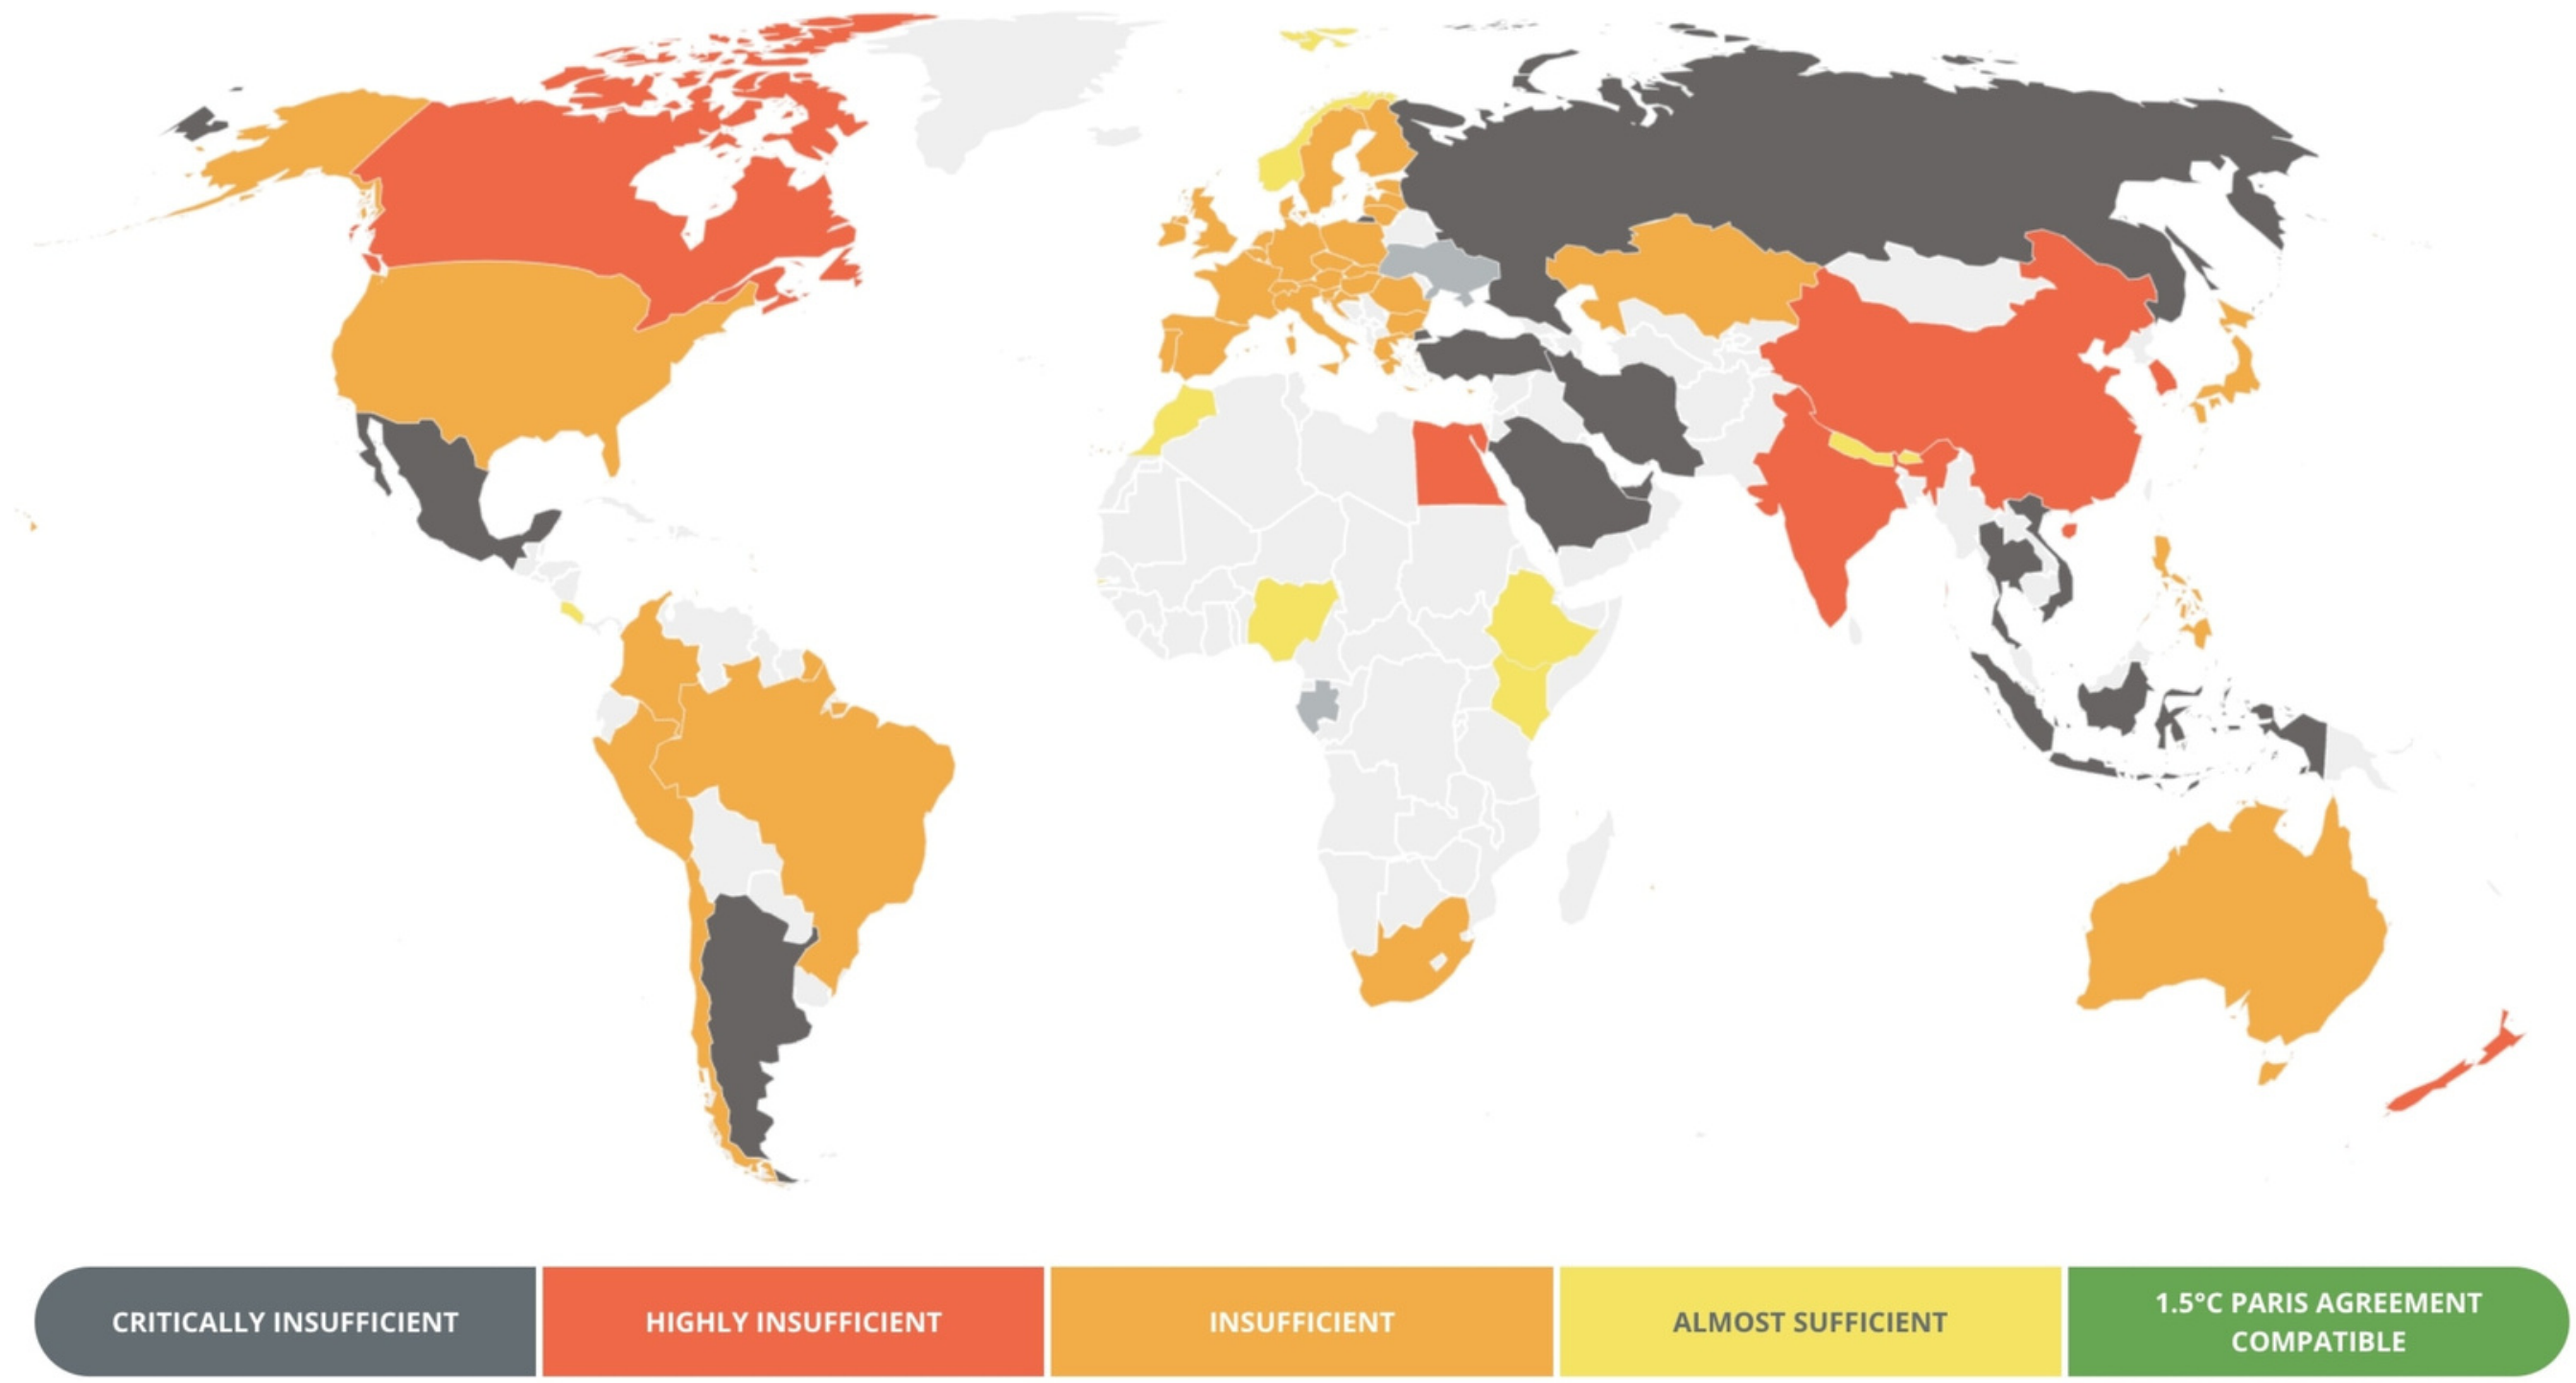 CRITICALLY INSUFFICIENT
HIGHLY INSUFFICIENT
INSUFFICIENT
ALMOST SUFFICIENT
1.5°C PARIS AGREEMENT
COMPATIBLE